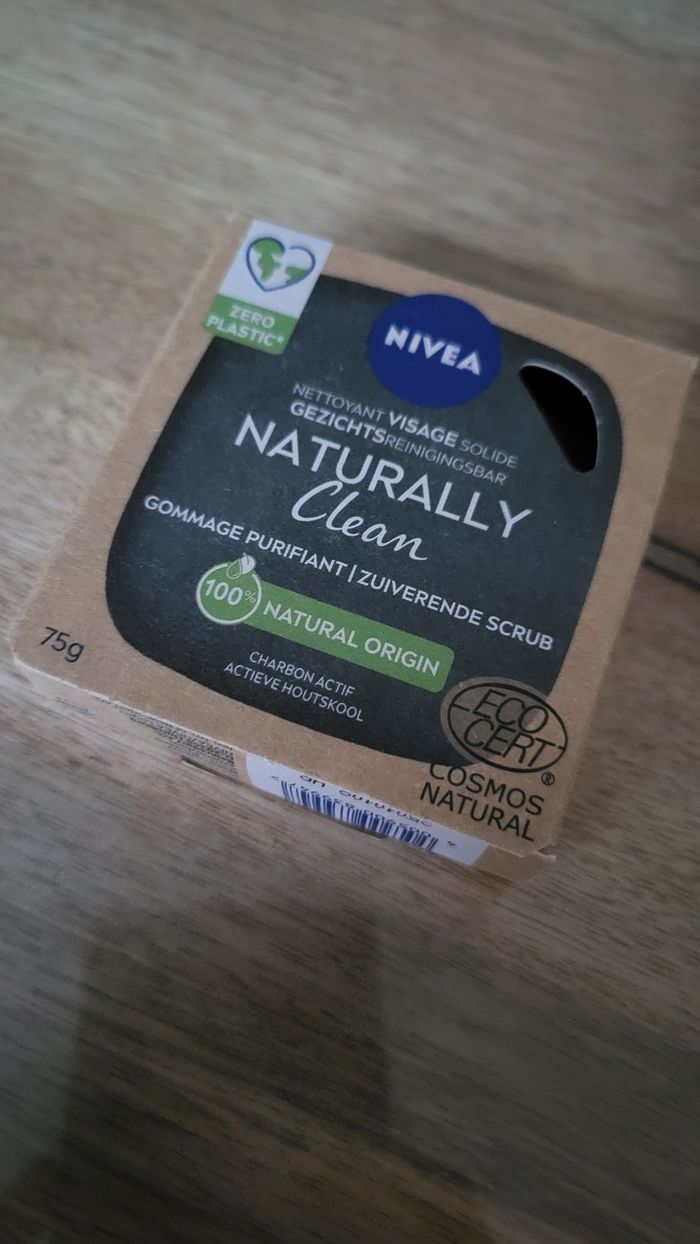 ZERO
PLASTIC*
NIVEA
NETTOYANT VISAGE SOLIDE
GEZICHTSREINIGINGSBAR
NATURALLY
Clean
GOMMAGE PURIFIANT | ZUIVERENDE SCRUB
100% NATURAL ORIGIN
CHARBON ACTIF
ACTIEVE HOUTSKOOL
75g
ECO
CERT®
COSMOS
NATURAL